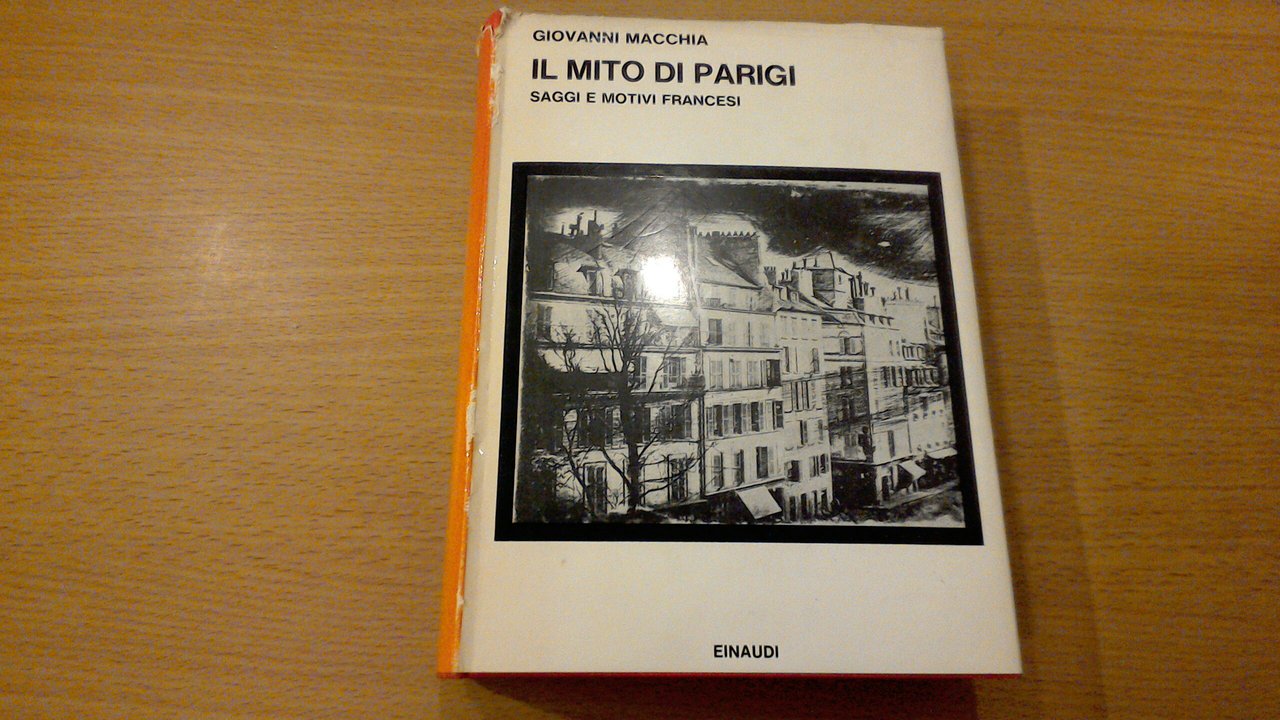 GIOVANNI MACCHIA
IL MITO DI PARIGI
SAGGI E MOTIVI FRANCESI
EINAUDI